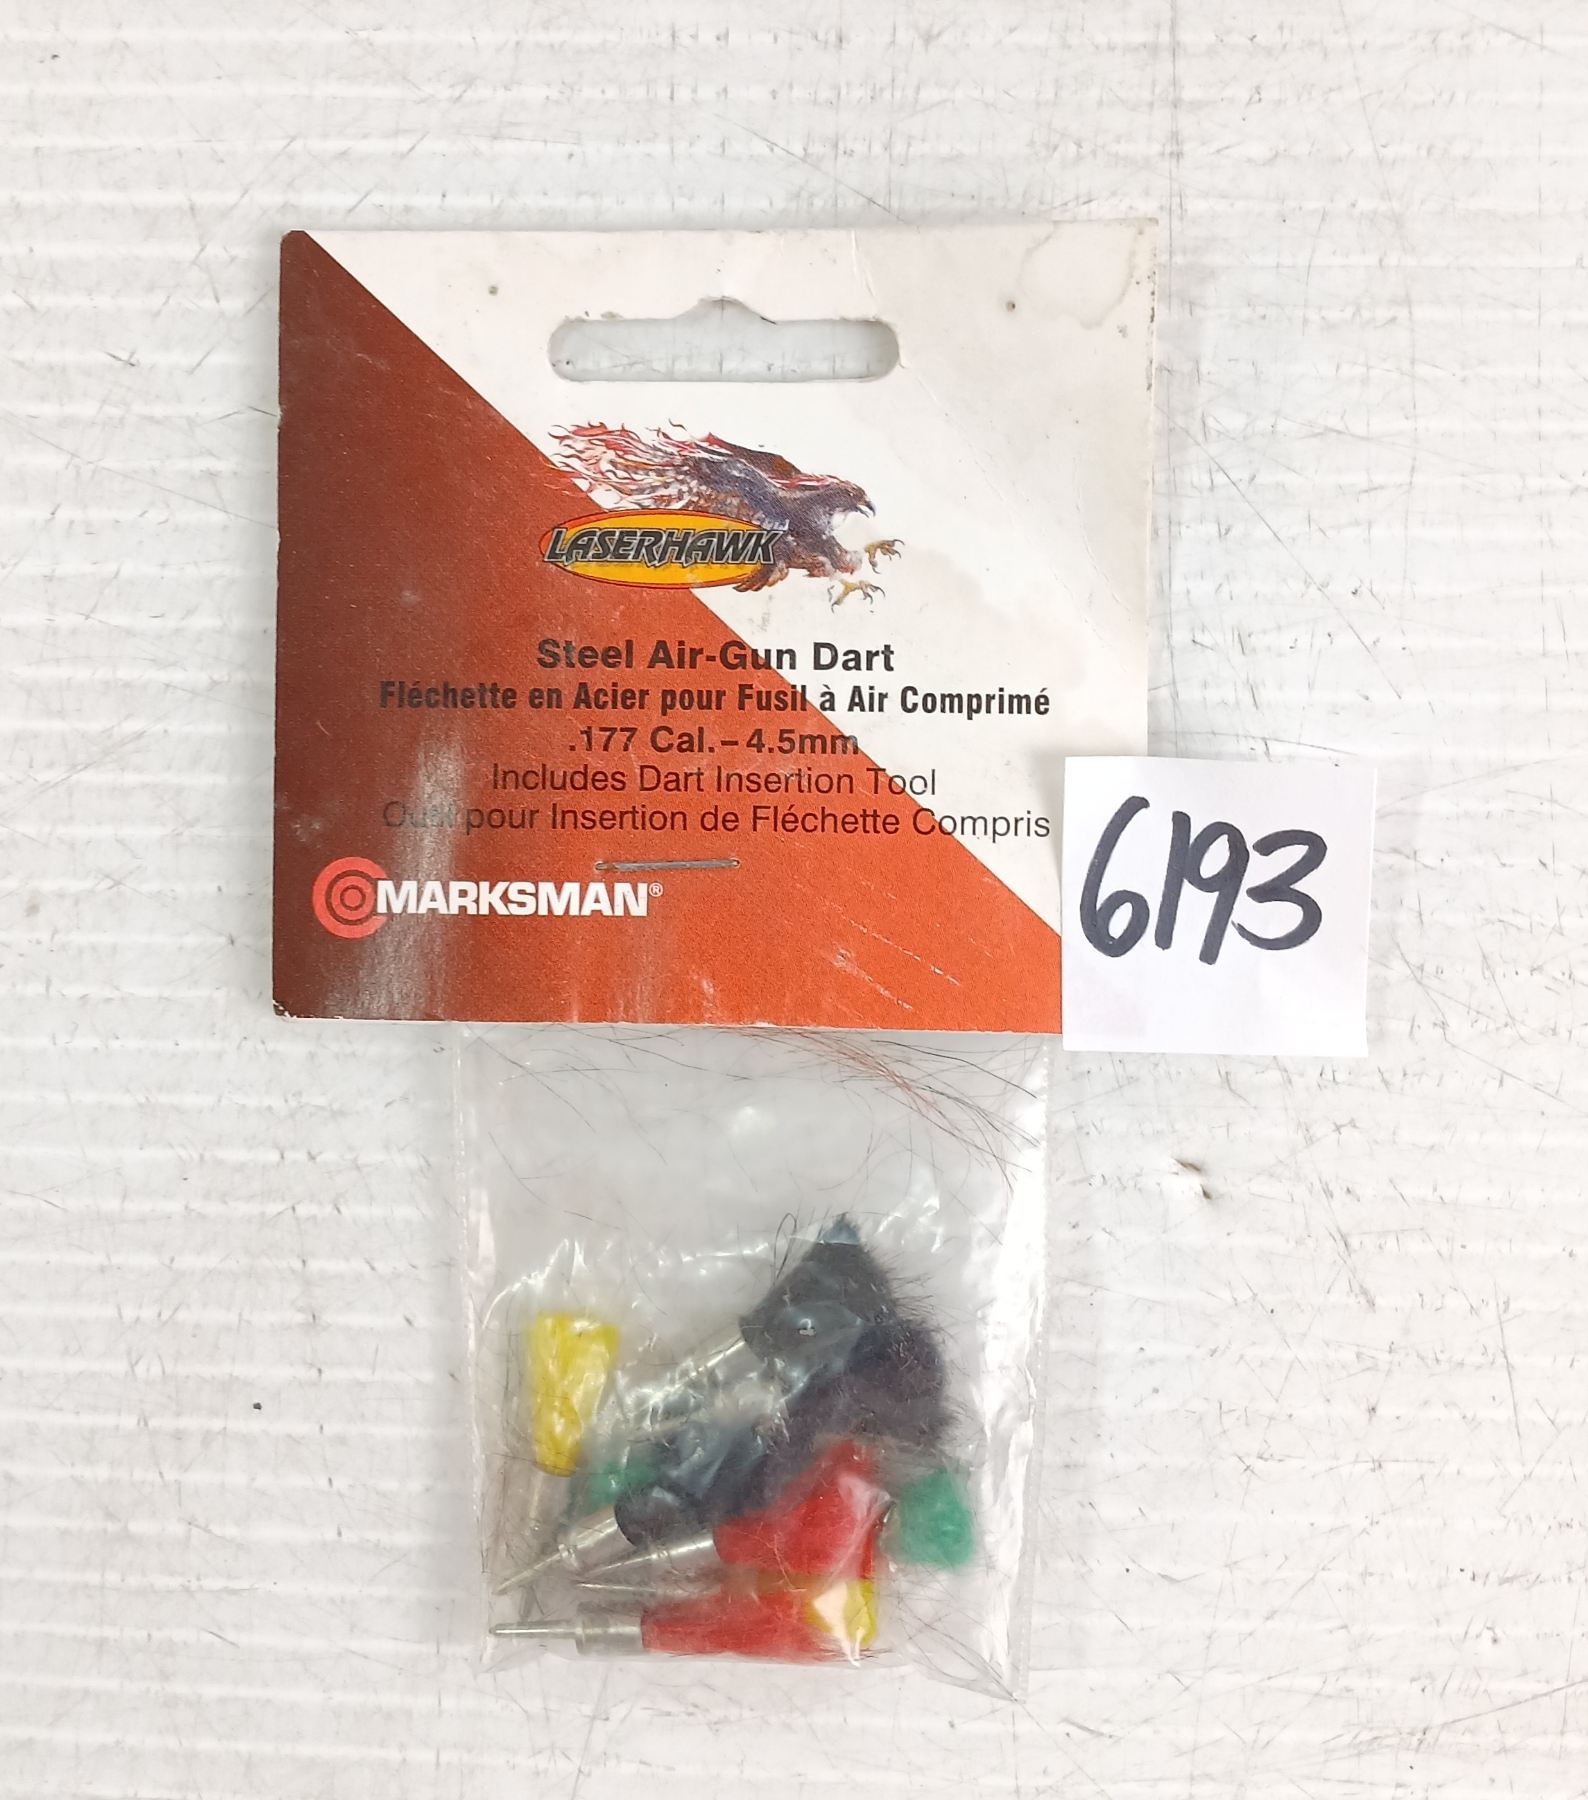 LASERHAWK
Steel Air-Gun Dart
Fléchette en Acier pour Fusil à Air Comprimé
.177 Cal.–4.5mm
Includes Dart Insertion Tool
Outil pour Insertion de Fléchette Compris
MARKSMAN®
6193